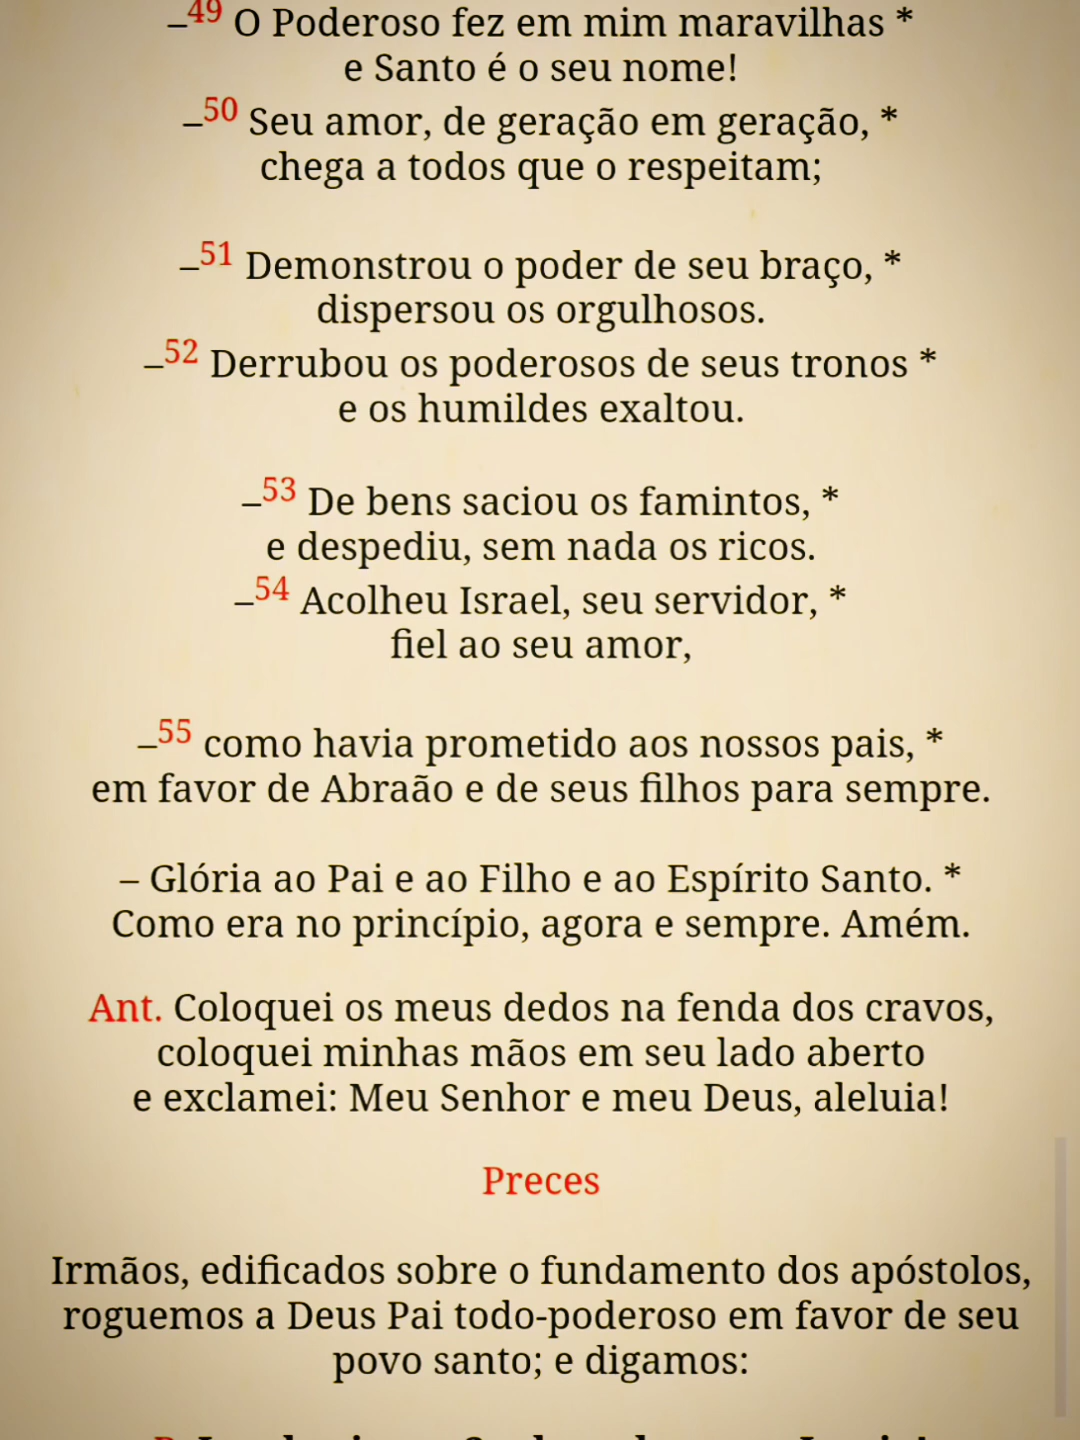 –49 O Poderoso fez em mim maravilhas *
e Santo é o seu nome!
–50 Seu amor, de geração em geração, *
chega a todos que o respeitam;
–51 Demonstrou o poder de seu braço, *
dispersou os orgulhosos.
–52 Derrubou os poderosos de seus tronos *
e os humildes exaltou.
–53 De bens saciou os famintos, *
e despediu, sem nada os ricos.
–54 Acolheu Israel, seu servidor, *
fiel ao seu amor,
–55 como havia prometido aos nossos pais, *
em favor de Abraão e de seus filhos para sempre.
– Glória ao Pai e ao Filho e ao Espírito Santo. *
Como era no princípio, agora e sempre. Amém.
Ant. Coloquei os meus dedos na fenda dos cravos,
coloquei minhas mãos em seu lado aberto
e exclamei: Meu Senhor e meu Deus, aleluia!
Preces
Irmãos, edificados sobre o fundamento dos apóstolos,
roguemos a Deus Pai todo-poderoso em favor de seu
povo santo; e digamos: